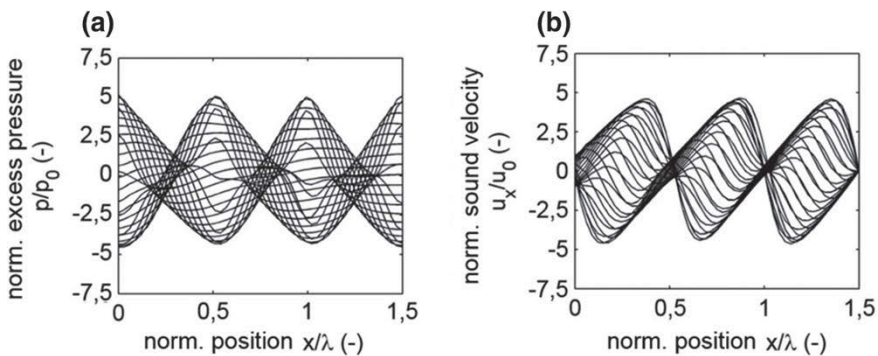 (a)
norm. excess pressure
p/p₀ (-)
7,5
5
2,5
0
-2,5
-5
-7,5
0
0,5
1
1,5
norm. position x/λ (-)
(b)
norm. sound velocity
uₓ/u₀ (-)
7,5
5
2,5
0
-2,5
-5
-7,5
0
0,5
1
1,5
norm. position x/λ (-)